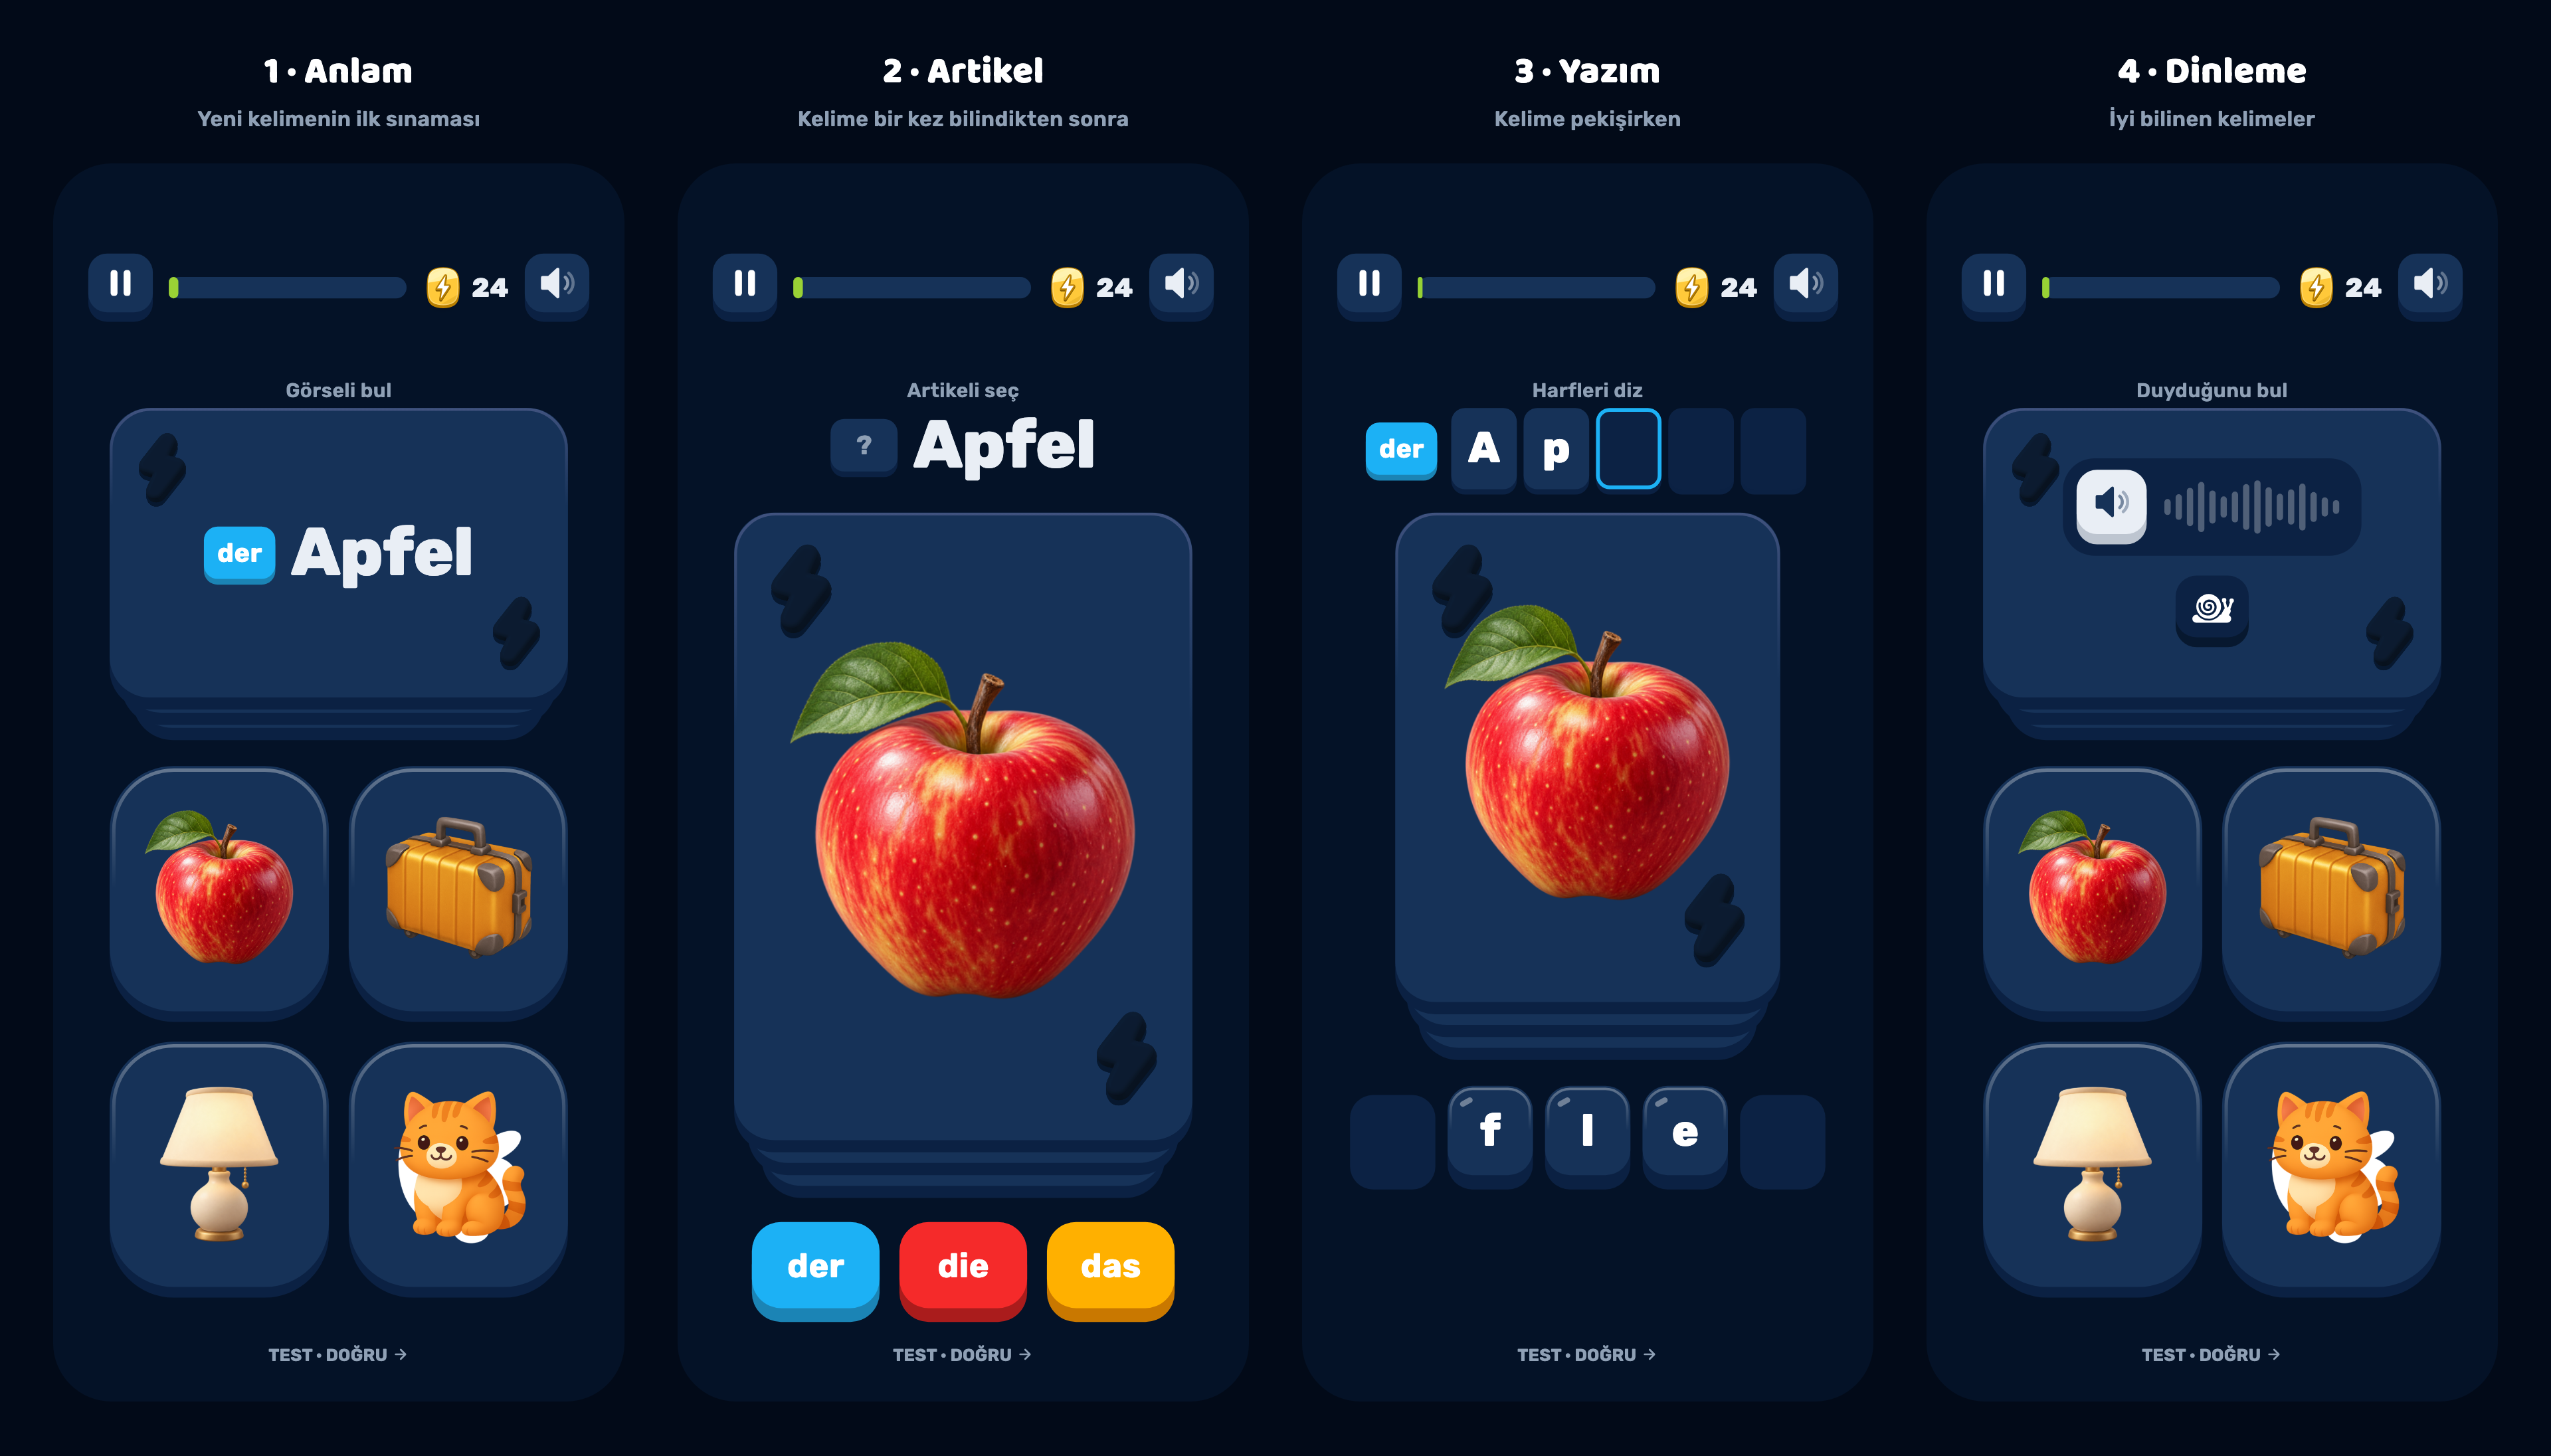 1 • Anlam
Yeni kelimenin ilk sınaması
24
Görseli bul
der Apfel
TEST • DOĞRU →
2 • Artikel
Kelime bir kez bilindikten sonra
24
Artikeli seç
? Apfel
der die das
TEST • DOĞRU →
3 • Yazım
Kelime pekişirken
24
Harfleri diz
der A p
f l e
TEST • DOĞRU →
4 • Dinleme
İyi bilinen kelimeler
24
Duyduğunu bul
TEST • DOĞRU →